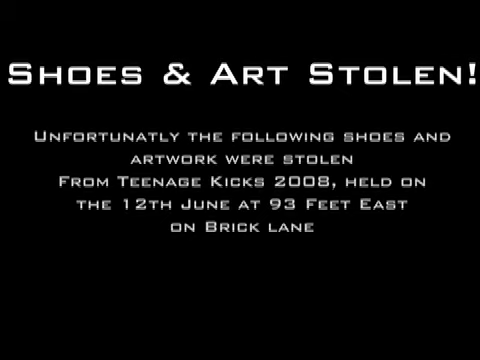 Shoes & Art Stolen!
Unfortunatly the following shoes and
artwork were stolen
From Teenage Kicks 2008, held on
the 12th June at 93 Feet East
on Brick lane